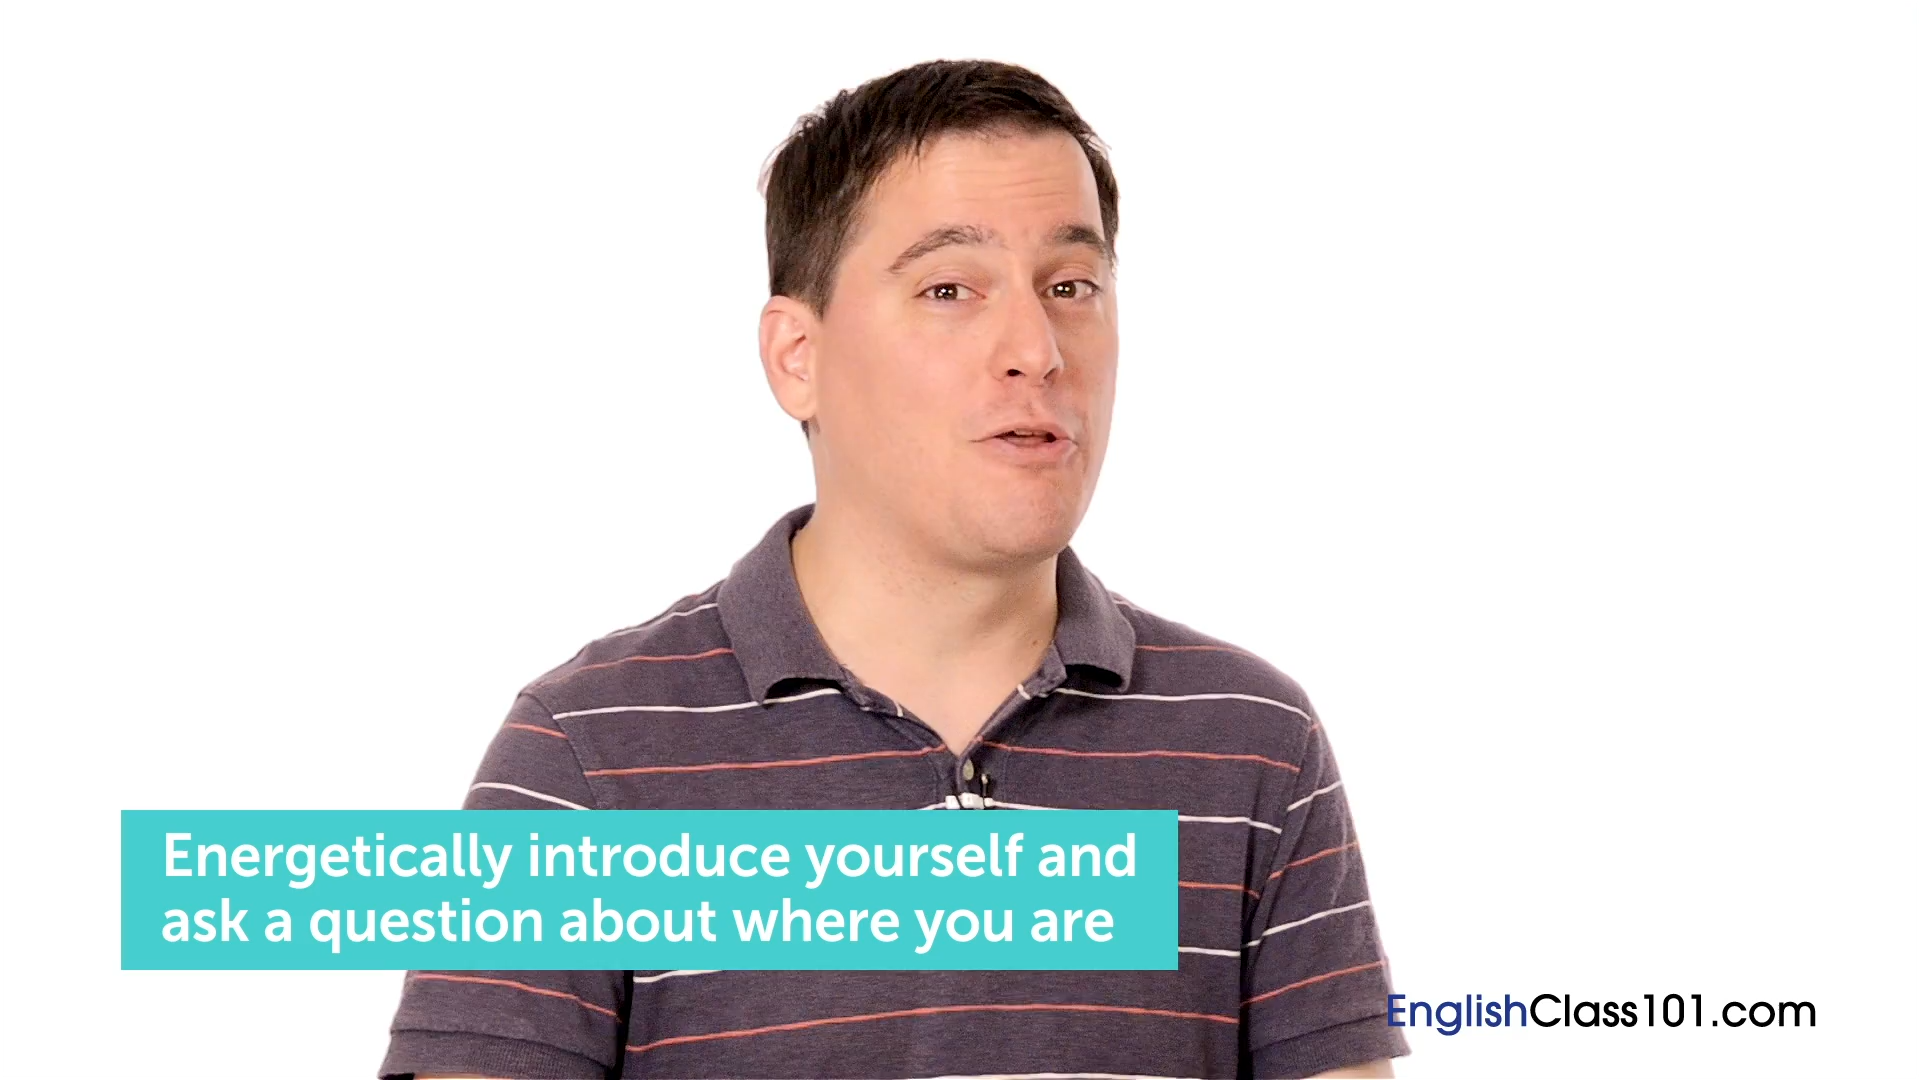 Energetically introduce yourself and
ask a question about where you are
EnglishClass101.com